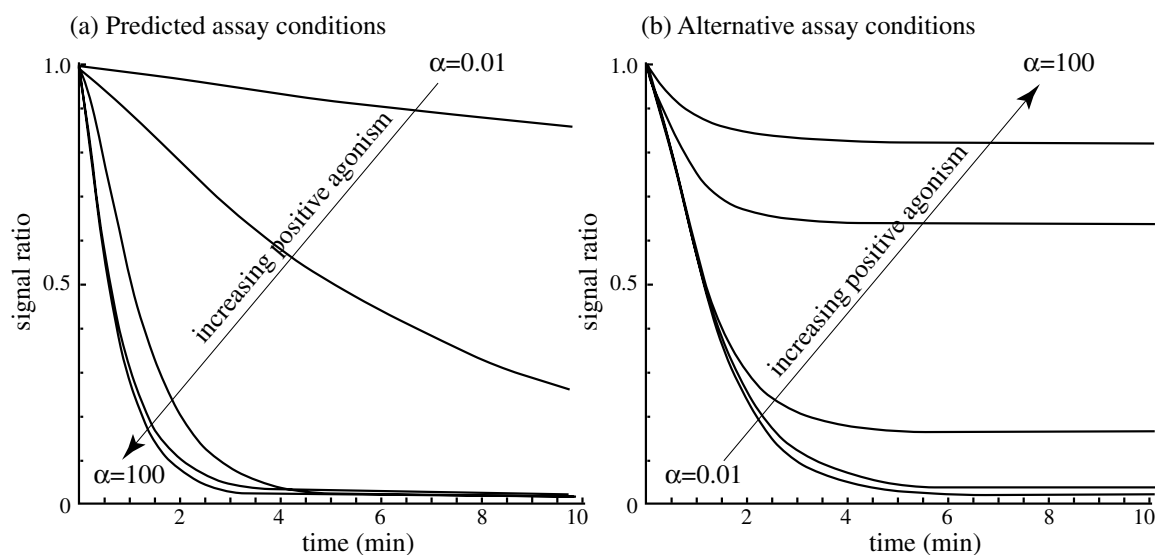 (a) Predicted assay conditions
1.0
α=0.01
increasing positive agonism
signal ratio
0.5
α=100
0
2
4
6
8
10
time (min)
(b) Alternative assay conditions
1.0
α=100
increasing positive agonism
signal ratio
0.5
α=0.01
0
2
4
6
8
10
time (min)